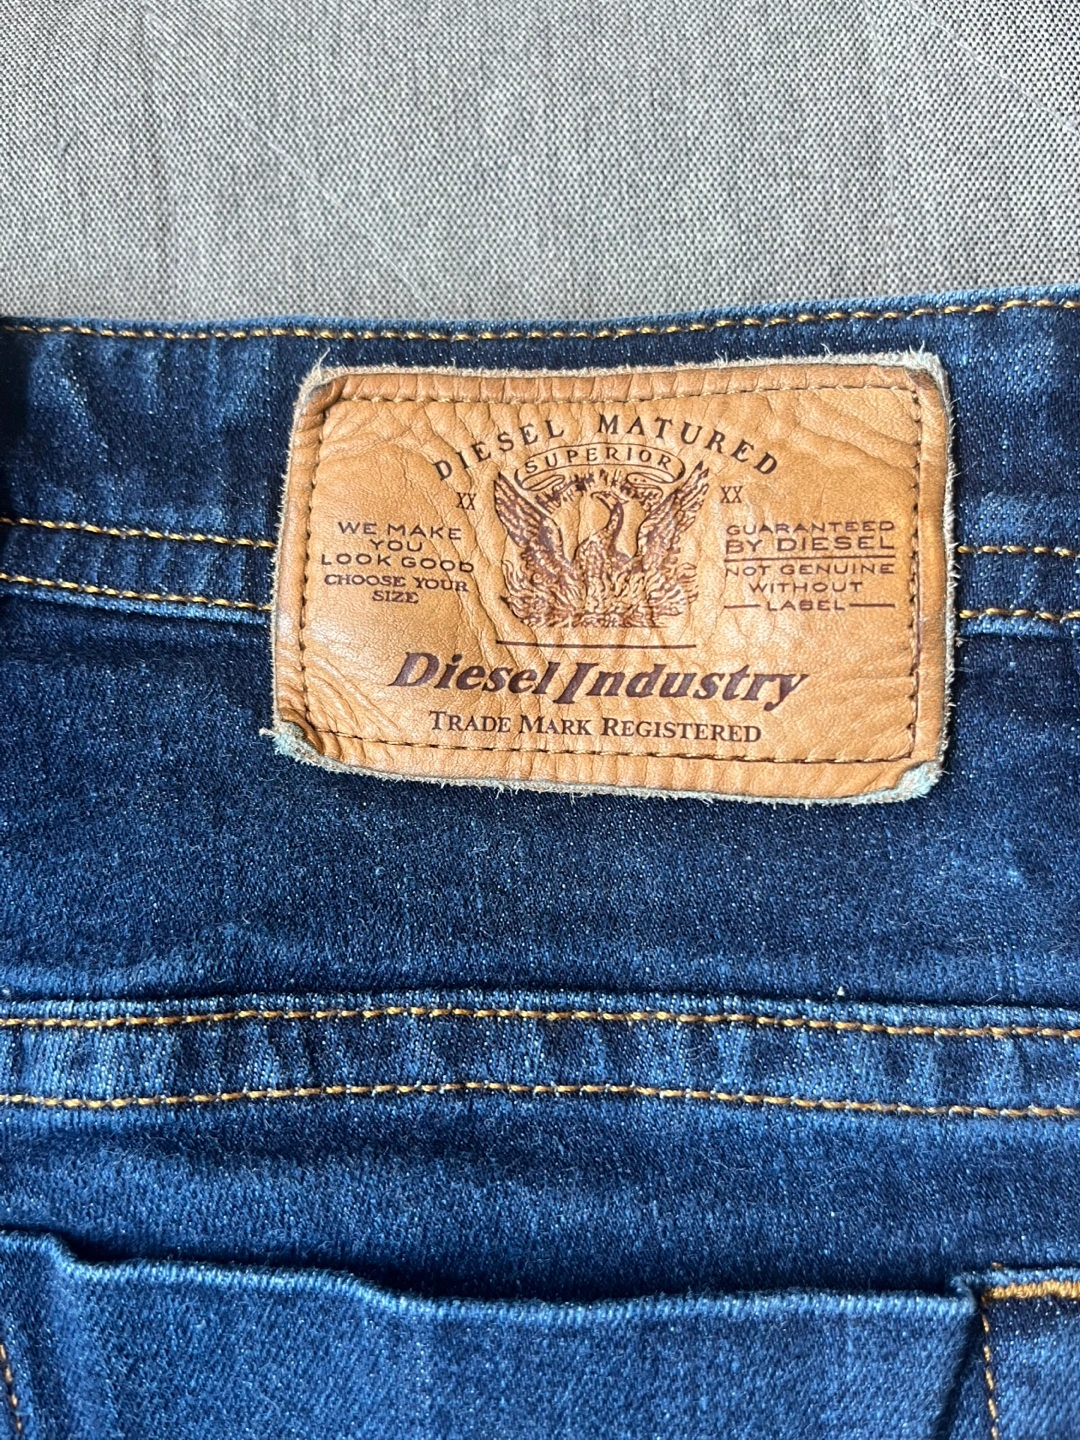 DIESEL MATURED
SUPERIOR
XX XX
WE MAKE
YOU
LOOK GOOD
CHOOSE YOUR
SIZE
GUARANTEED
BY DIESEL
NOT GENUINE
WITHOUT
LABEL
Diesel Industry
TRADE MARK REGISTERED